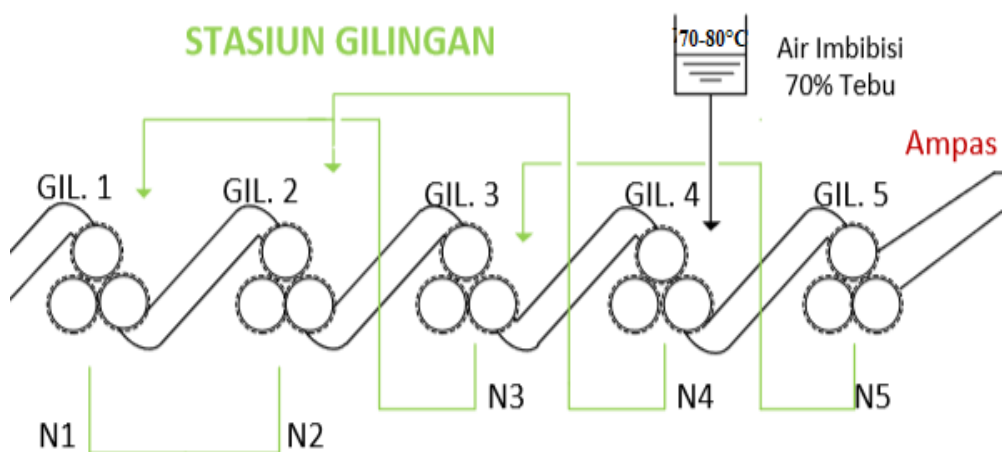 STASIUN GILINGAN
70-80°C
Air Imbibisi
70% Tebu
Ampas
GIL. 1
GIL. 2
GIL. 3
GIL. 4
GIL. 5
N1
N2
N3
N4
N5